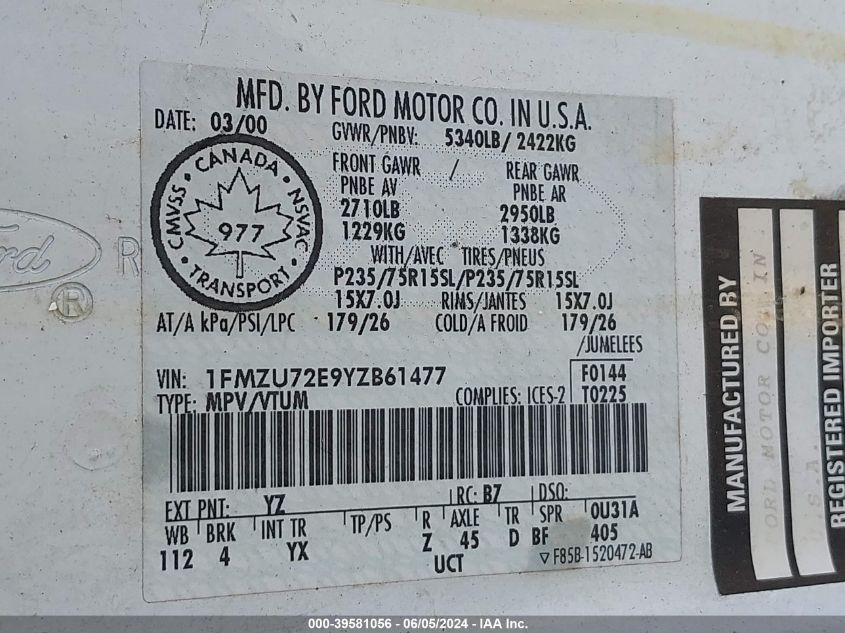 MFD. BY FORD MOTOR CO. IN U.S.A.
DATE: 03/00 GVWR/PNBV: 5340LB/ 2422KG
FRONT GAWR / REAR GAWR
PNBE AV PNBE AR
2710LB 2950LB
1229KG 1338KG
WITH/AVEC TIRES/PNEUS
P235/75R15SL/P235/75R15SL
15X7.0J RIMS/JANTES 15X7.0J
AT/A kPa/PSI/LPC 179/26 COLD/A FROID 179/26
/JUMELEES
CANADA
CMVSS NSVAC
977
TRANSPORT
VIN: 1FMZU72E9YZB61477 F0144
TYPE: MPV/VTUM COMPLIES: ICES-2 T0225
EXT PNT: YZ RC: B7 DSO:
WB BRK INT TR TP/PS R AXLE TR SPR 0U31A
112 4 YX Z 45 D BF 405
UCT ▽F85B-1520472-AB
Ford
R
®
MANUFACTURED BY
FORD MOTOR CO. IN
U.S.A.
REGISTERED IMPORTER
000-39581056 / 06/05/2024 - IAA Inc.